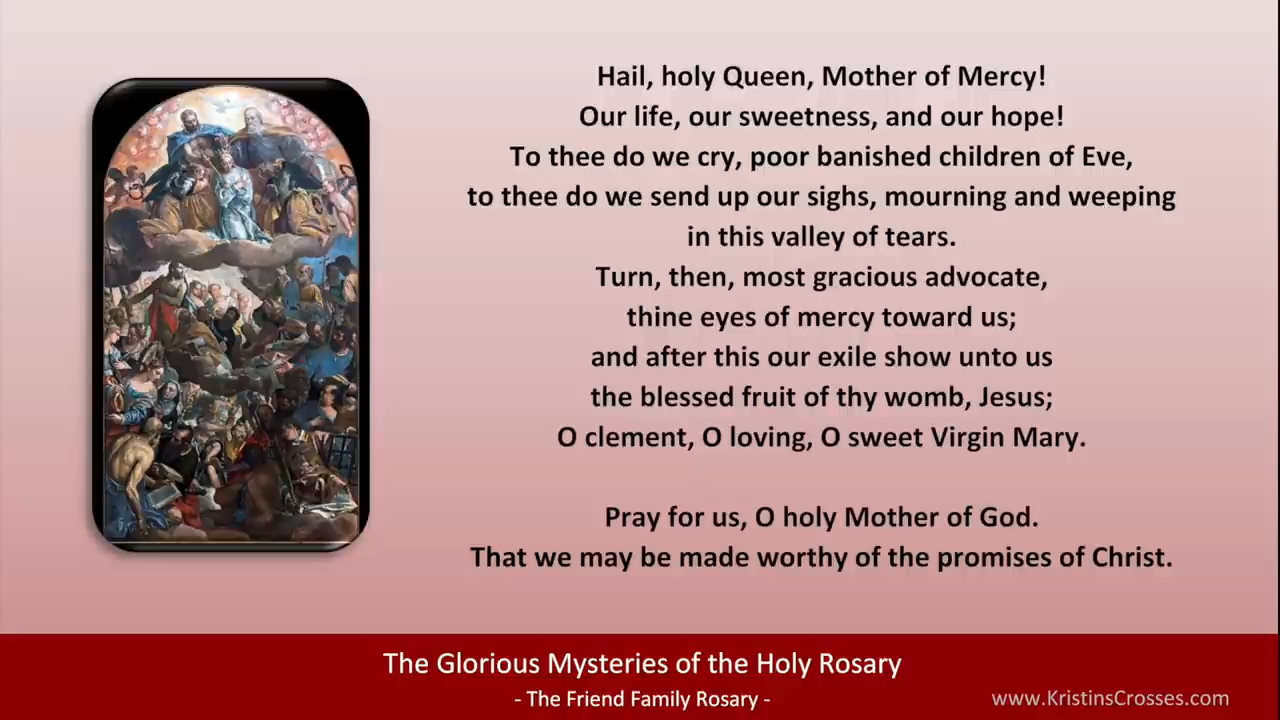 Hail, holy Queen, Mother of Mercy!
Our life, our sweetness, and our hope!
To thee do we cry, poor banished children of Eve,
to thee do we send up our sighs, mourning and weeping
in this valley of tears.
Turn, then, most gracious advocate,
thine eyes of mercy toward us;
and after this our exile show unto us
the blessed fruit of thy womb, Jesus;
O clement, O loving, O sweet Virgin Mary.
Pray for us, O holy Mother of God.
That we may be made worthy of the promises of Christ.
The Glorious Mysteries of the Holy Rosary
- The Friend Family Rosary -
www.KristinsCrosses.com